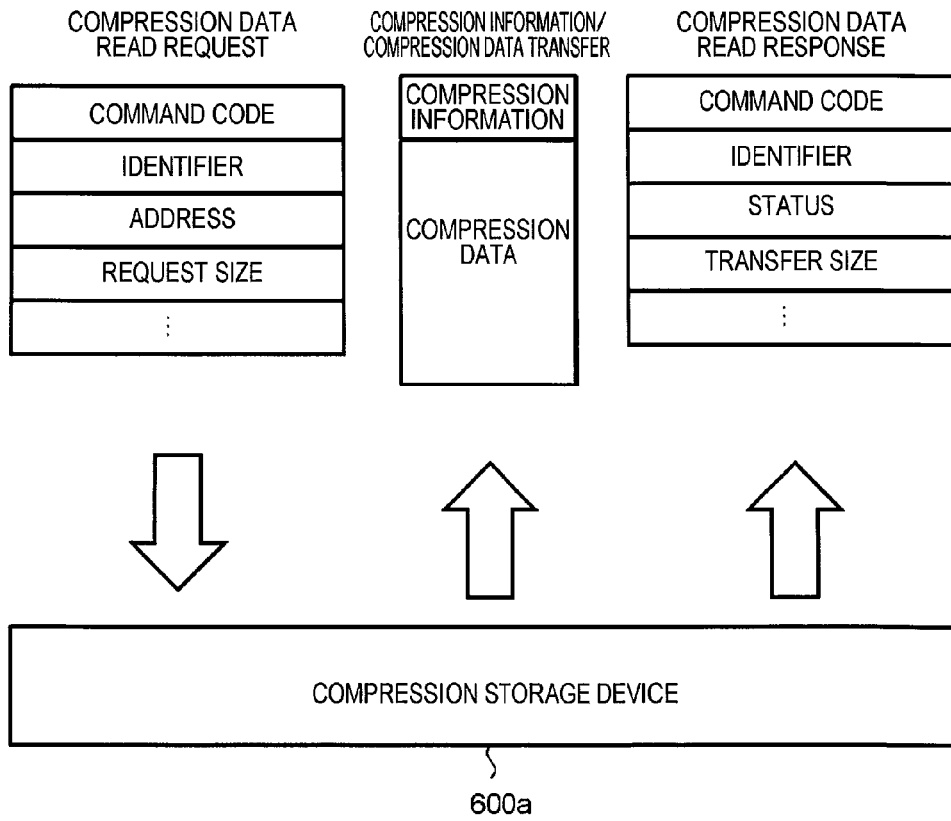 COMPRESSION DATA
READ REQUEST
COMMAND CODE
IDENTIFIER
ADDRESS
REQUEST SIZE
⋮
COMPRESSION INFORMATION/
COMPRESSION DATA TRANSFER
COMPRESSION
INFORMATION
COMPRESSION
DATA
COMPRESSION DATA
READ RESPONSE
COMMAND CODE
IDENTIFIER
STATUS
TRANSFER SIZE
⋮
COMPRESSION STORAGE DEVICE
600a